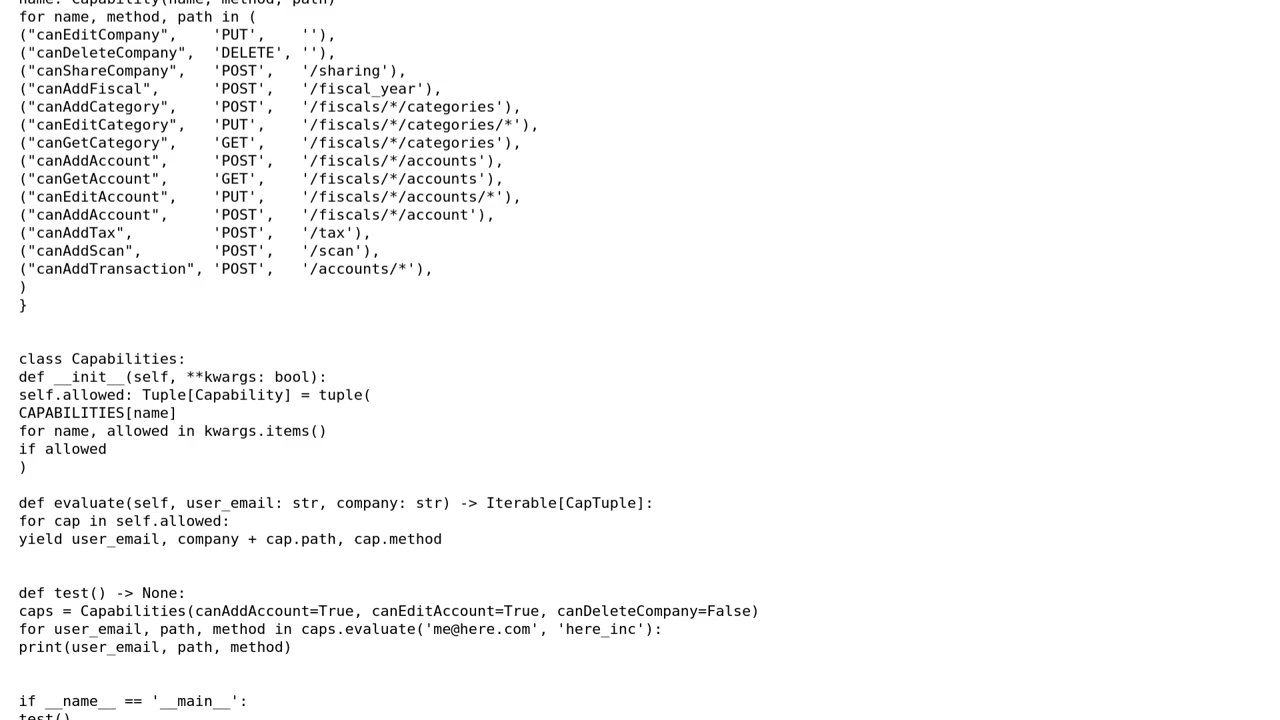 name: Capability(name, method, path)
for name, method, path in (
("canEditCompany",    'PUT',    ''),
("canDeleteCompany",  'DELETE', ''),
("canShareCompany",   'POST',   '/sharing'),
("canAddFiscal",      'POST',   '/fiscal_year'),
("canAddCategory",    'POST',   '/fiscals/*/categories'),
("canEditCategory",   'PUT',    '/fiscals/*/categories/*'),
("canGetCategory",    'GET',    '/fiscals/*/categories'),
("canAddAccount",     'POST',   '/fiscals/*/accounts'),
("canGetAccount",     'GET',    '/fiscals/*/accounts'),
("canEditAccount",    'PUT',    '/fiscals/*/accounts/*'),
("canAddAccount",     'POST',   '/fiscals/*/account'),
("canAddTax",         'POST',   '/tax'),
("canAddScan",        'POST',   '/scan'),
("canAddTransaction", 'POST',   '/accounts/*'),
)
}
class Capabilities:
def __init__(self, **kwargs: bool):
self.allowed: Tuple[Capability] = tuple(
CAPABILITIES[name]
for name, allowed in kwargs.items()
if allowed
)
def evaluate(self, user_email: str, company: str) -> Iterable[CapTuple]:
for cap in self.allowed:
yield user_email, company + cap.path, cap.method
def test() -> None:
caps = Capabilities(canAddAccount=True, canEditAccount=True, canDeleteCompany=False)
for user_email, path, method in caps.evaluate('me@here.com', 'here_inc'):
print(user_email, path, method)
if __name__ == '__main__':
test()